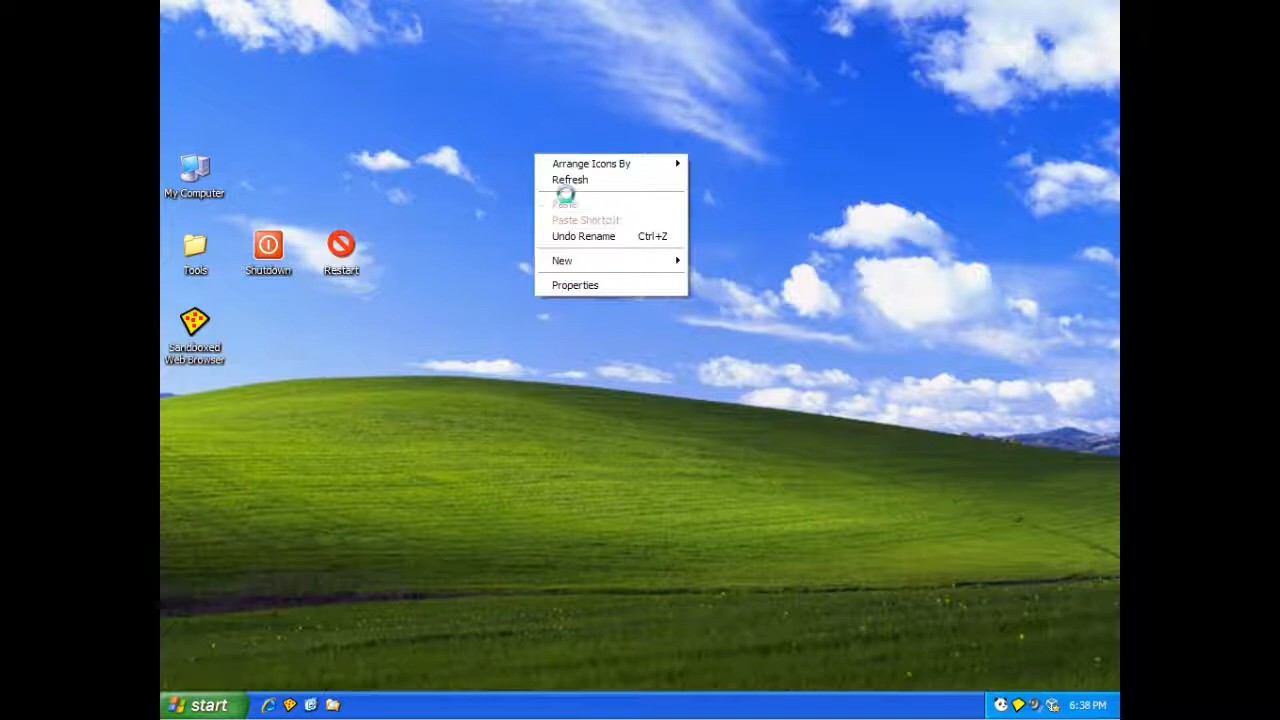 Arrange Icons By
Refresh
Paste
Paste Shortcut
Undo Rename Ctrl+Z
New
Properties
My Computer
Tools
Shutdown
Restart
Sandboxed
Web Browser
start
6:38 PM